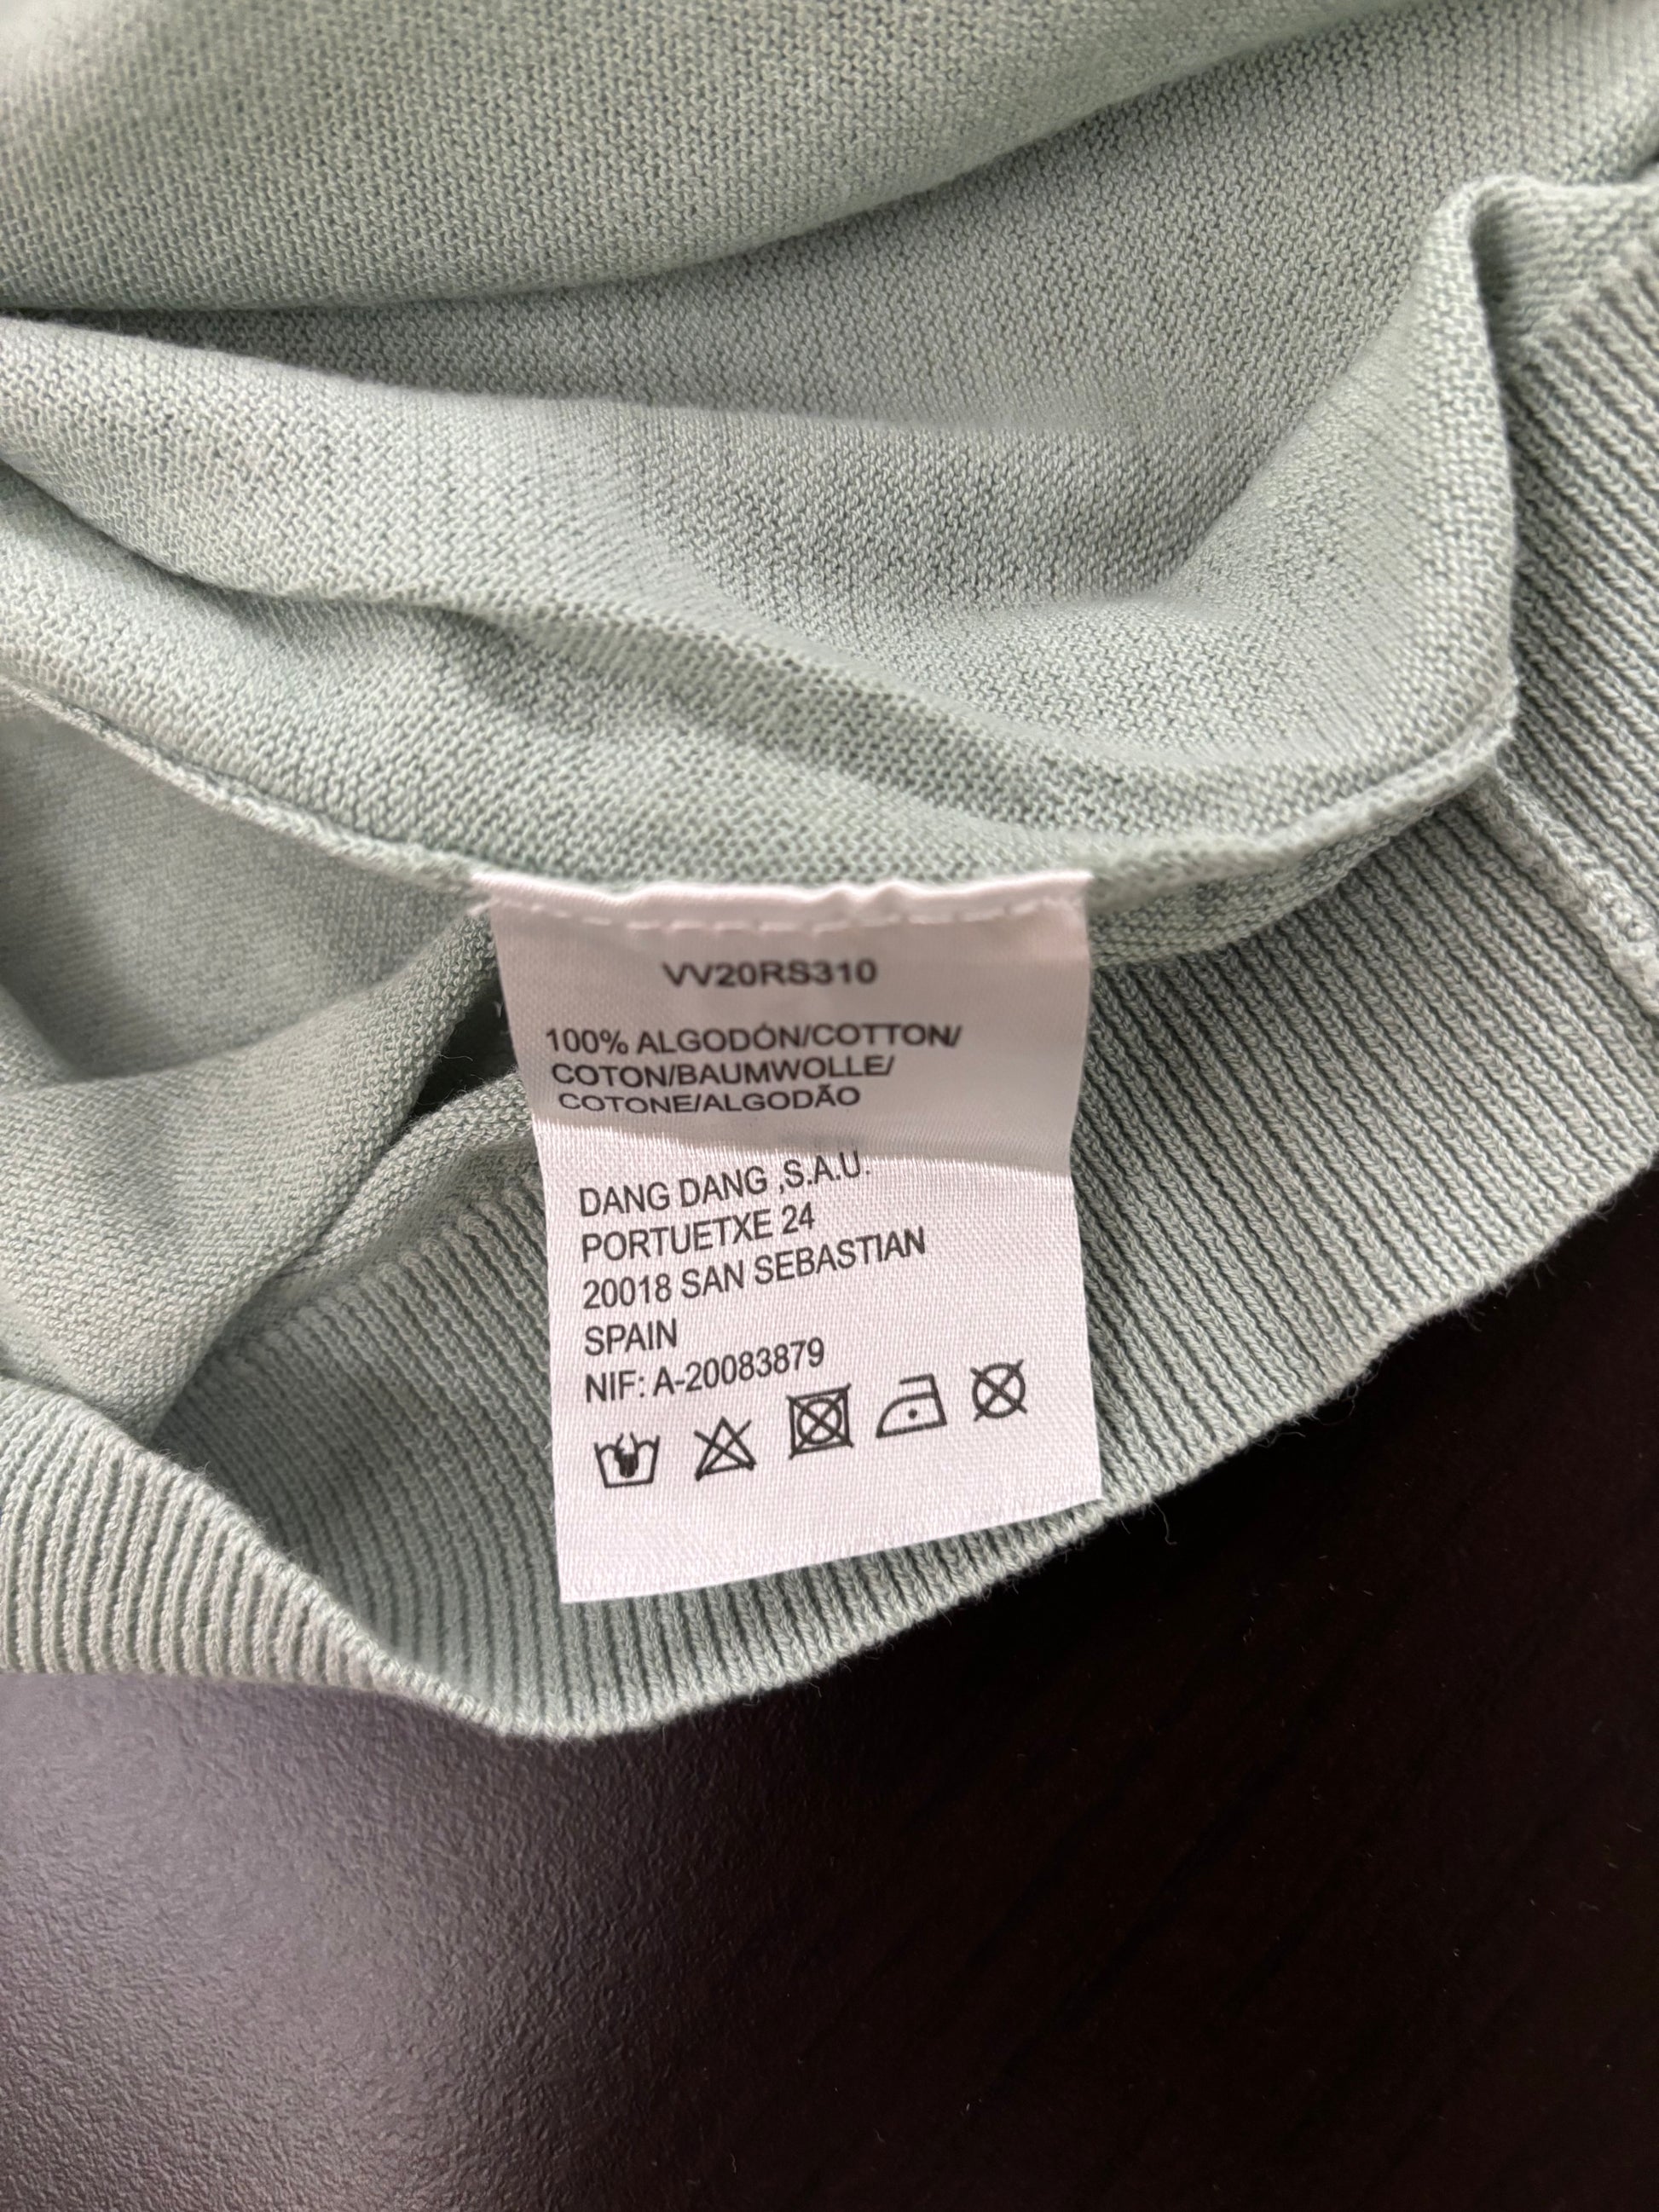 VV20RS310
100% ALGODÓN/COTTON/
COTON/BAUMWOLLE/
COTONE/ALGODÃO
DANG DANG ,S.A.U.
PORTUETXE 24
20018 SAN SEBASTIAN
SPAIN
NIF: A-20083879